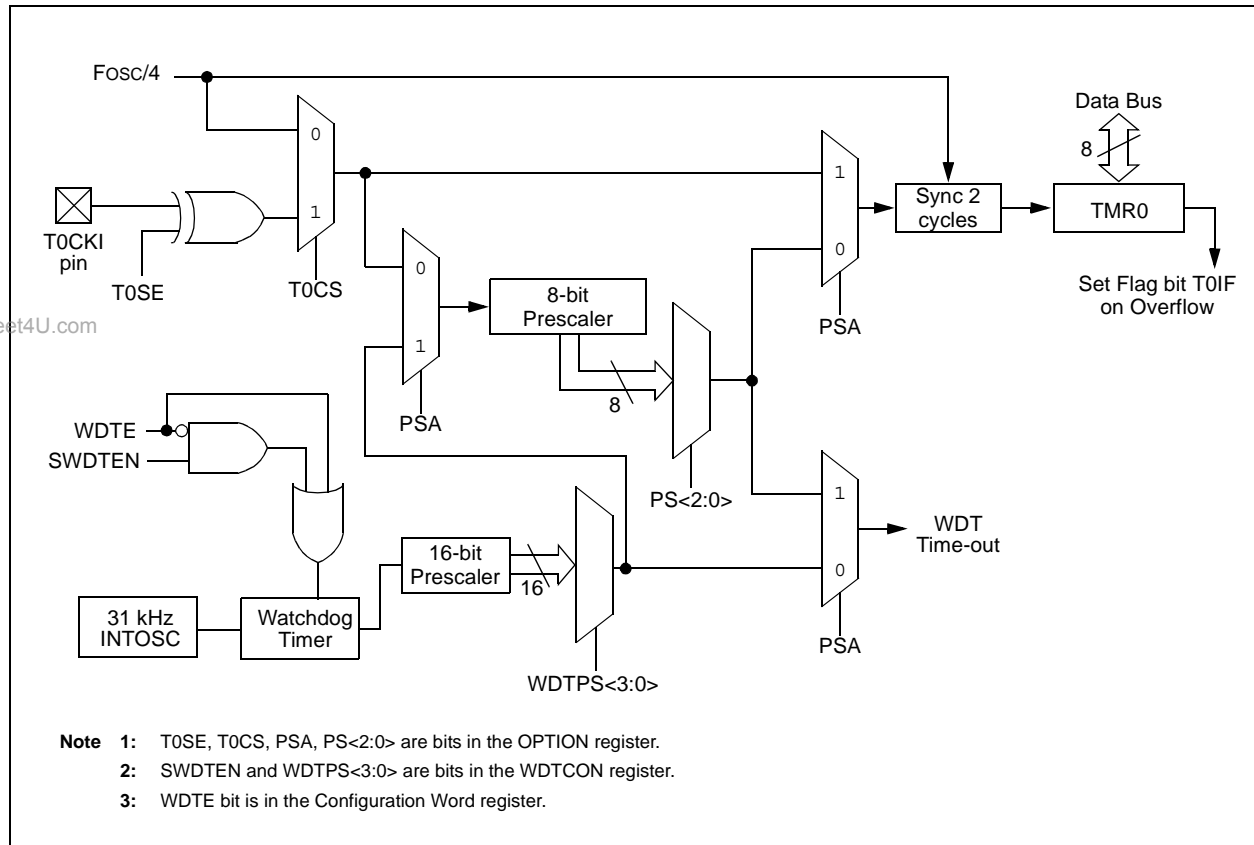 FOSC/4
Data Bus
8
0
1
T0CKI
pin
T0SE
T0CS
1
0
PSA
Sync 2
cycles
TMR0
Set Flag bit T0IF
on Overflow
eet4U.com
0
1
PSA
8-bit
Prescaler
8
PS<2:0>
WDTE
SWDTEN
31 kHz
INTOSC
Watchdog
Timer
16-bit
Prescaler
16
WDTPS<3:0>
1
0
PSA
WDT
Time-out
Note 1: T0SE, T0CS, PSA, PS<2:0> are bits in the OPTION register.
2: SWDTEN and WDTPS<3:0> are bits in the WDTCON register.
3: WDTE bit is in the Configuration Word register.